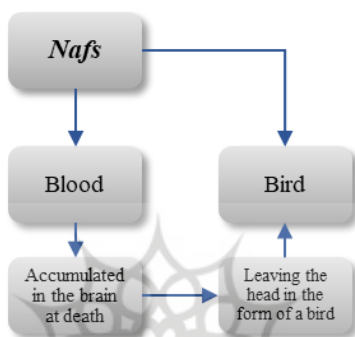 Nafs
Blood
Bird
Accumulated
in the brain
at death
Leaving the
head in the
form of a bird